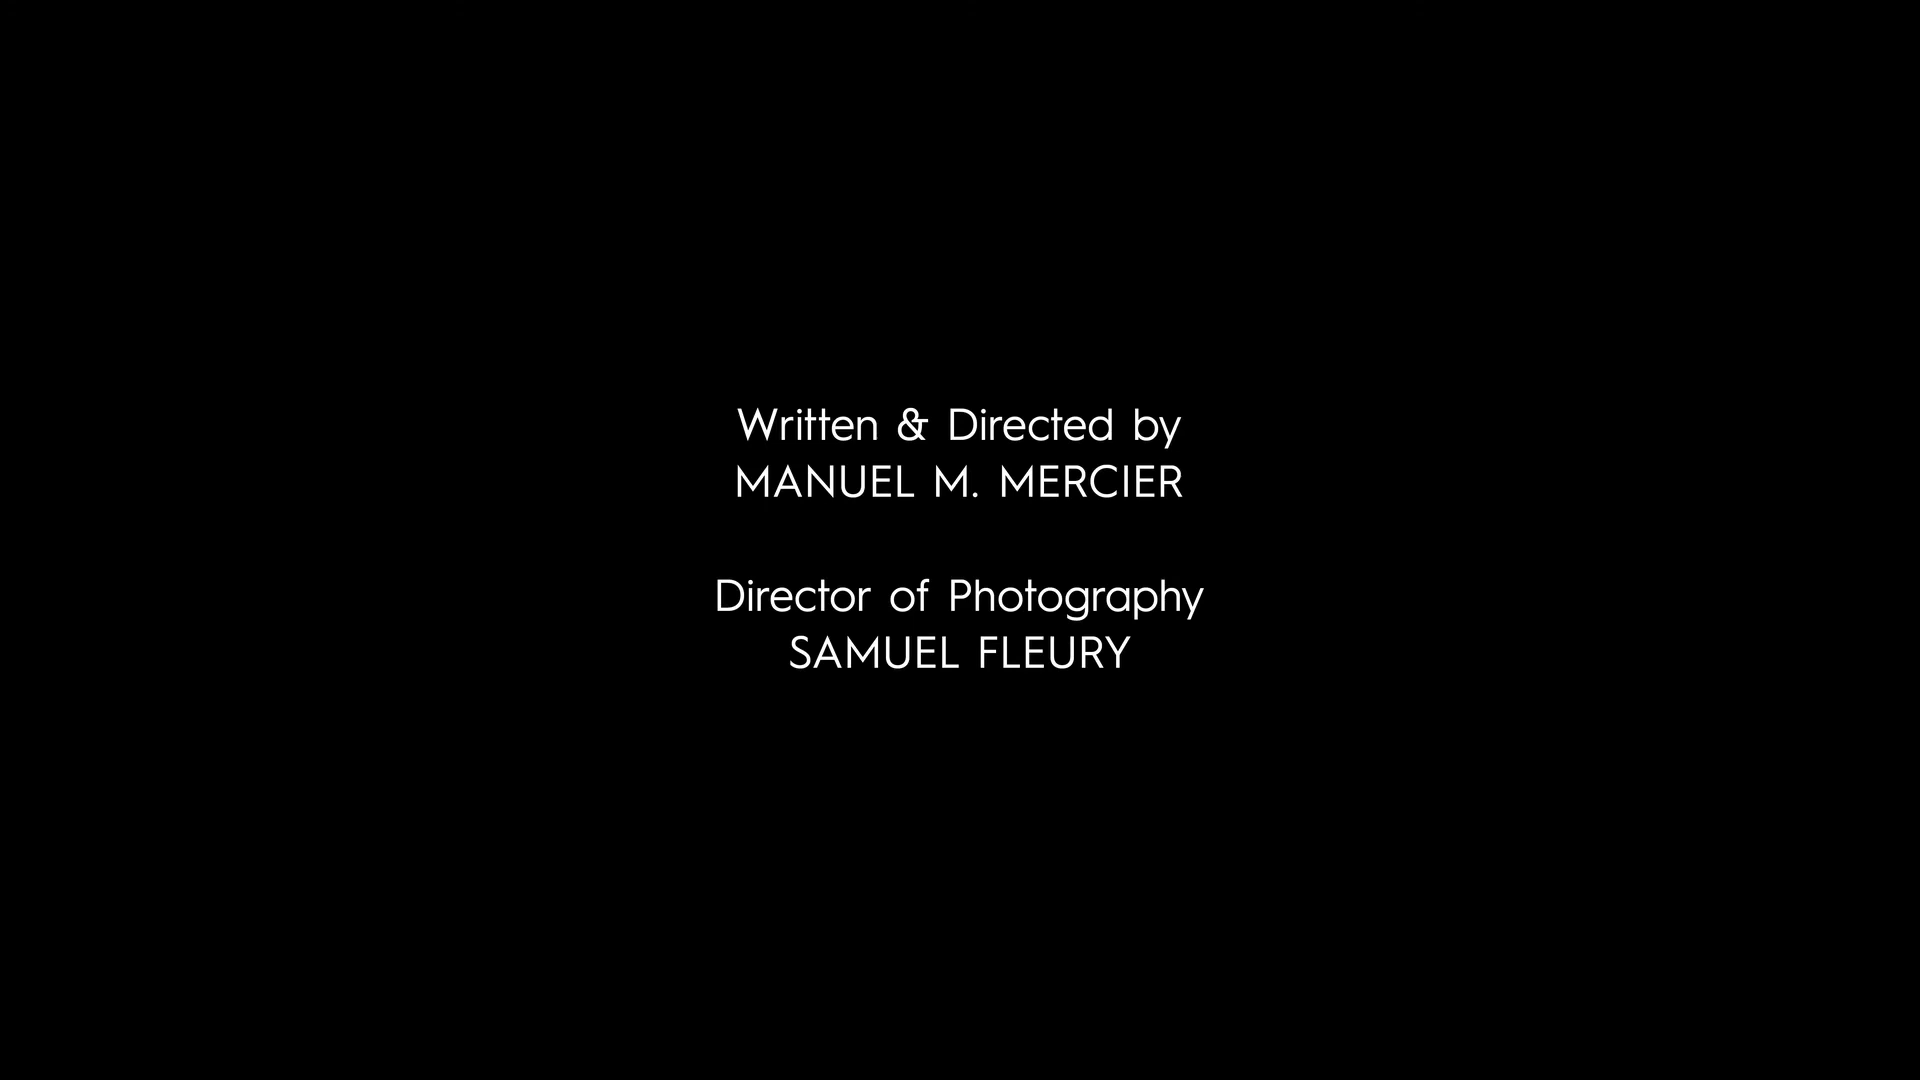 Written & Directed by
MANUEL M. MERCIER
Director of Photography
SAMUEL FLEURY